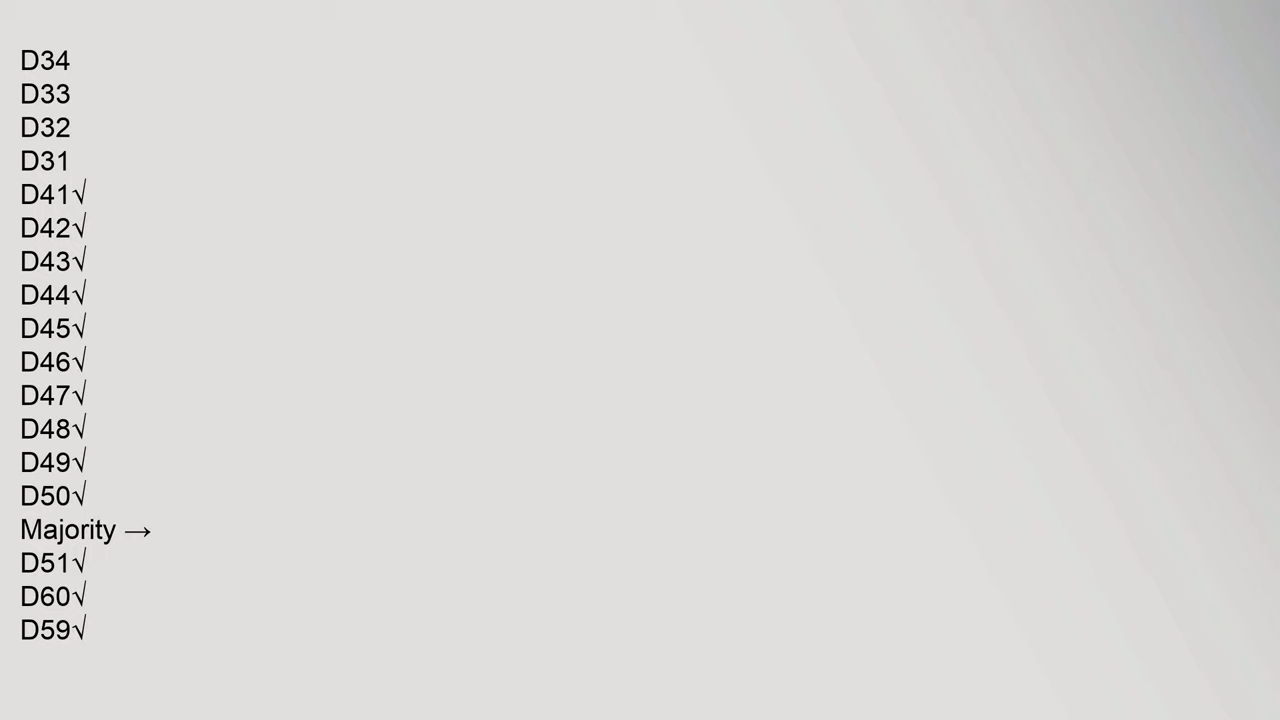 D34
D33
D32
D31
D41√
D42√
D43√
D44√
D45√
D46√
D47√
D48√
D49√
D50√
Majority →
D51√
D60√
D59√